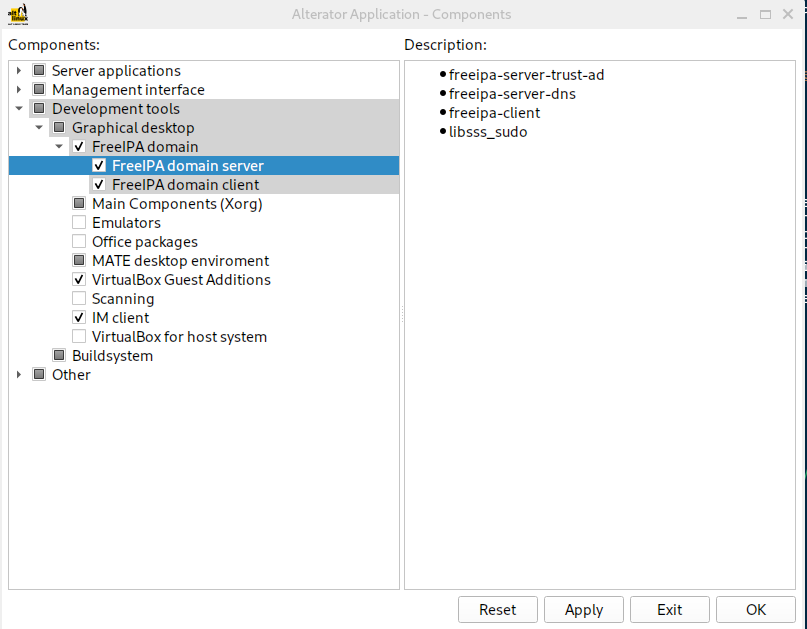 Alterator Application - Components
Components:
Description:
Server applications
Management interface
Development tools
Graphical desktop
FreeIPA domain
FreeIPA domain server
FreeIPA domain client
Main Components (Xorg)
Emulators
Office packages
MATE desktop enviroment
VirtualBox Guest Additions
Scanning
IM client
VirtualBox for host system
Buildsystem
Other
freeipa-server-trust-ad
freeipa-server-dns
freeipa-client
libsss_sudo
Reset
Apply
Exit
OK